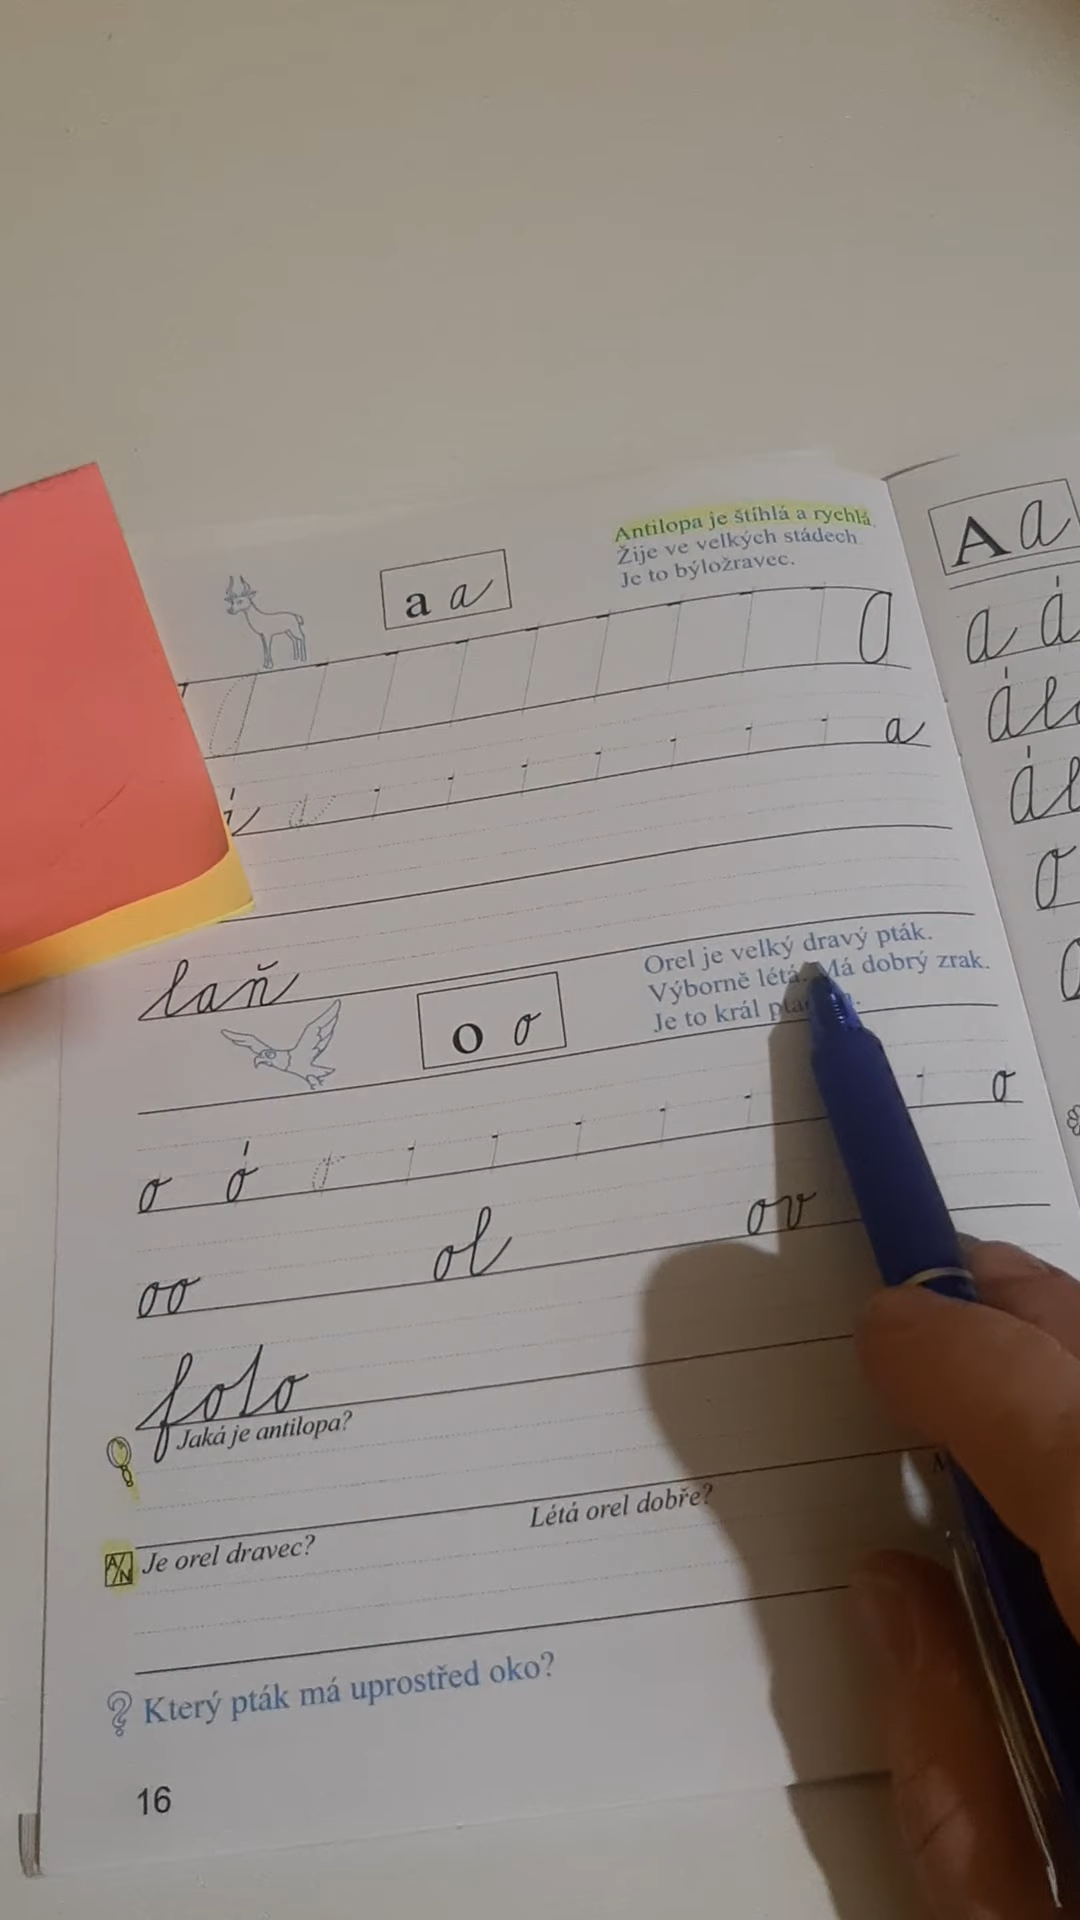 Antilopa je štíhlá a rychlá
Žije ve velkých stádech
Je to býložravec.
a a
a
laň
Orel je velký dravý pták.
Výborně létá. Má dobrý zrak.
Je to král
o o
o ó o
oo ol ov
foto
Jaká je antilopa?
Létá orel dobře?
A/N Je orel dravec?
Který pták má uprostřed oko?
16
A a
a á
o